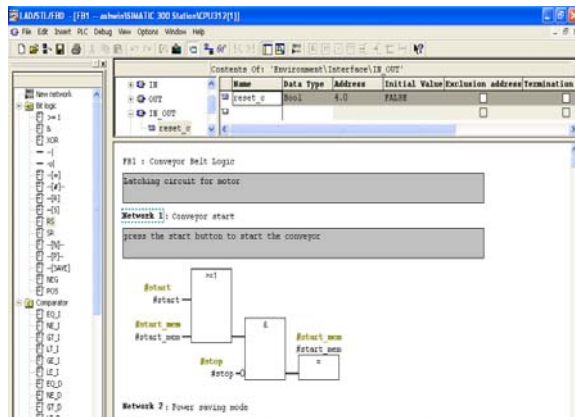 LAD/STL/FBD - [FB1 -- ashwin\SIMATIC 300 Station\CPU312(1)]
File Edit Insert PLC Debug View Options Window Help
Contents Of: 'Environment\Interface\IN_OUT'
IN
OUT
IN_OUT
reset_c
Name Data Type Address Initial Value Exclusion address Termination
reset_c Bool 4.0 FALSE
New network
Bit logic
>=1
&
XOR
--|
--o|
-[=]
-[#]-
-[R]
-[S]
RS
SR
-[N]-
-[P]-
-[SAVE]
NEG
POS
Comparator
EQ_I
NE_I
GT_I
LT_I
GE_I
LE_I
EQ_D
NE_D
GT_D
FB1 : Conveyor Belt Logic
Latching circuit for motor
Network 1: Conveyor start
press the start button to start the conveyor
>=1
#start
#start
#start_mem
#start_mem
&
#stop
#stop
#start_mem
#start_mem
=
Network 2: Power saving mode